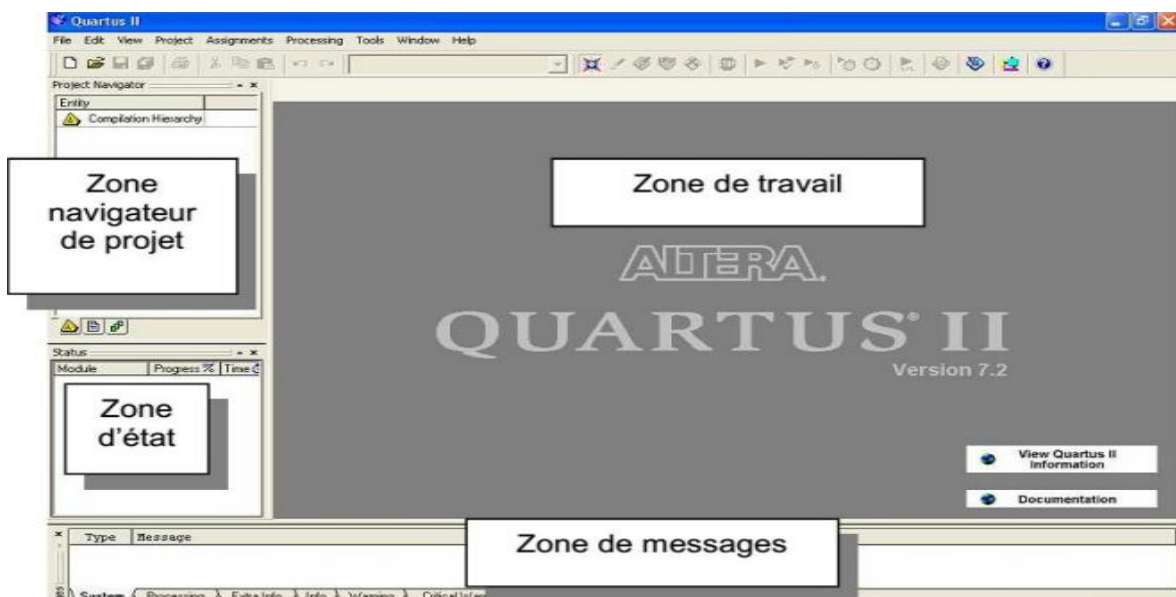 Quartus II
File Edit View Project Assignments Processing Tools Window Help
Project Navigator
Entity
Compilation Hierarchy
Zone
navigateur
de projet
Zone de travail
ALTERA.
QUARTUS® II
Version 7.2
Status
Module Progress % Time
Zone
d'état
View Quartus II
Information
Documentation
Type Message
Zone de messages
System Processing Extra Info Info Warning